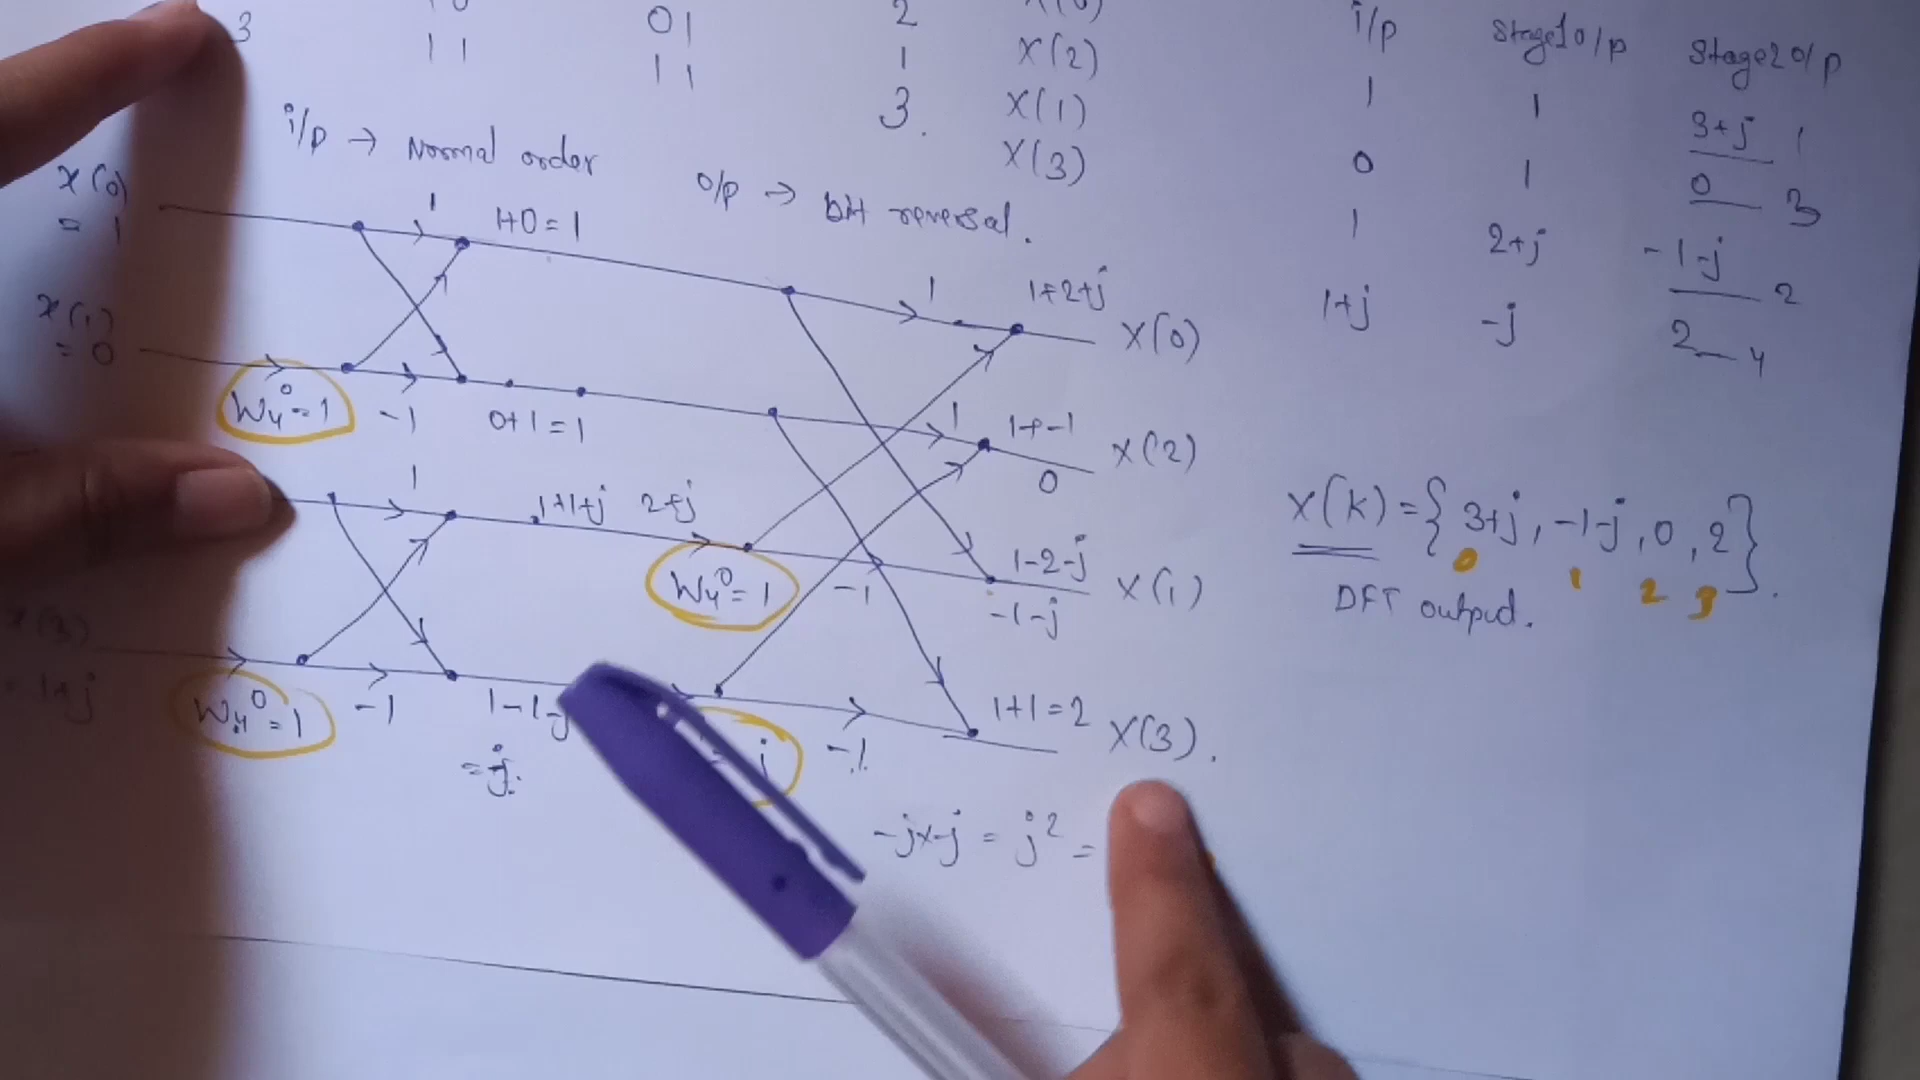 3 11 01 2 X(2)
11 11 1 X(1)
3. X(3)
i/p → Normal order
o/p → bit reversal.
x(0) = 1
1
1+0=1
1
1+2+j
X(0)
x(1) = 0
W4^0=1
-1
0+1=1
1
1+-1
0
X(2)
1
1+1+j 2+j
W4^0=1
-1
1-2-j
-1-j
X(1)
x(3) = 1+j
W4^0=1
-1
1-1-j
=-j.
j
-1
1+1=2
X(3).
-j×-j = j^2 =
i/p Stage1 o/p Stage2 o/p
1 1 3+j 1
0 1 0 3
1 2+j -1-j 2
1+j -j 2 4
X(k)={3+j, -1-j, 0, 2}.
0 1 2 3
DFT output.